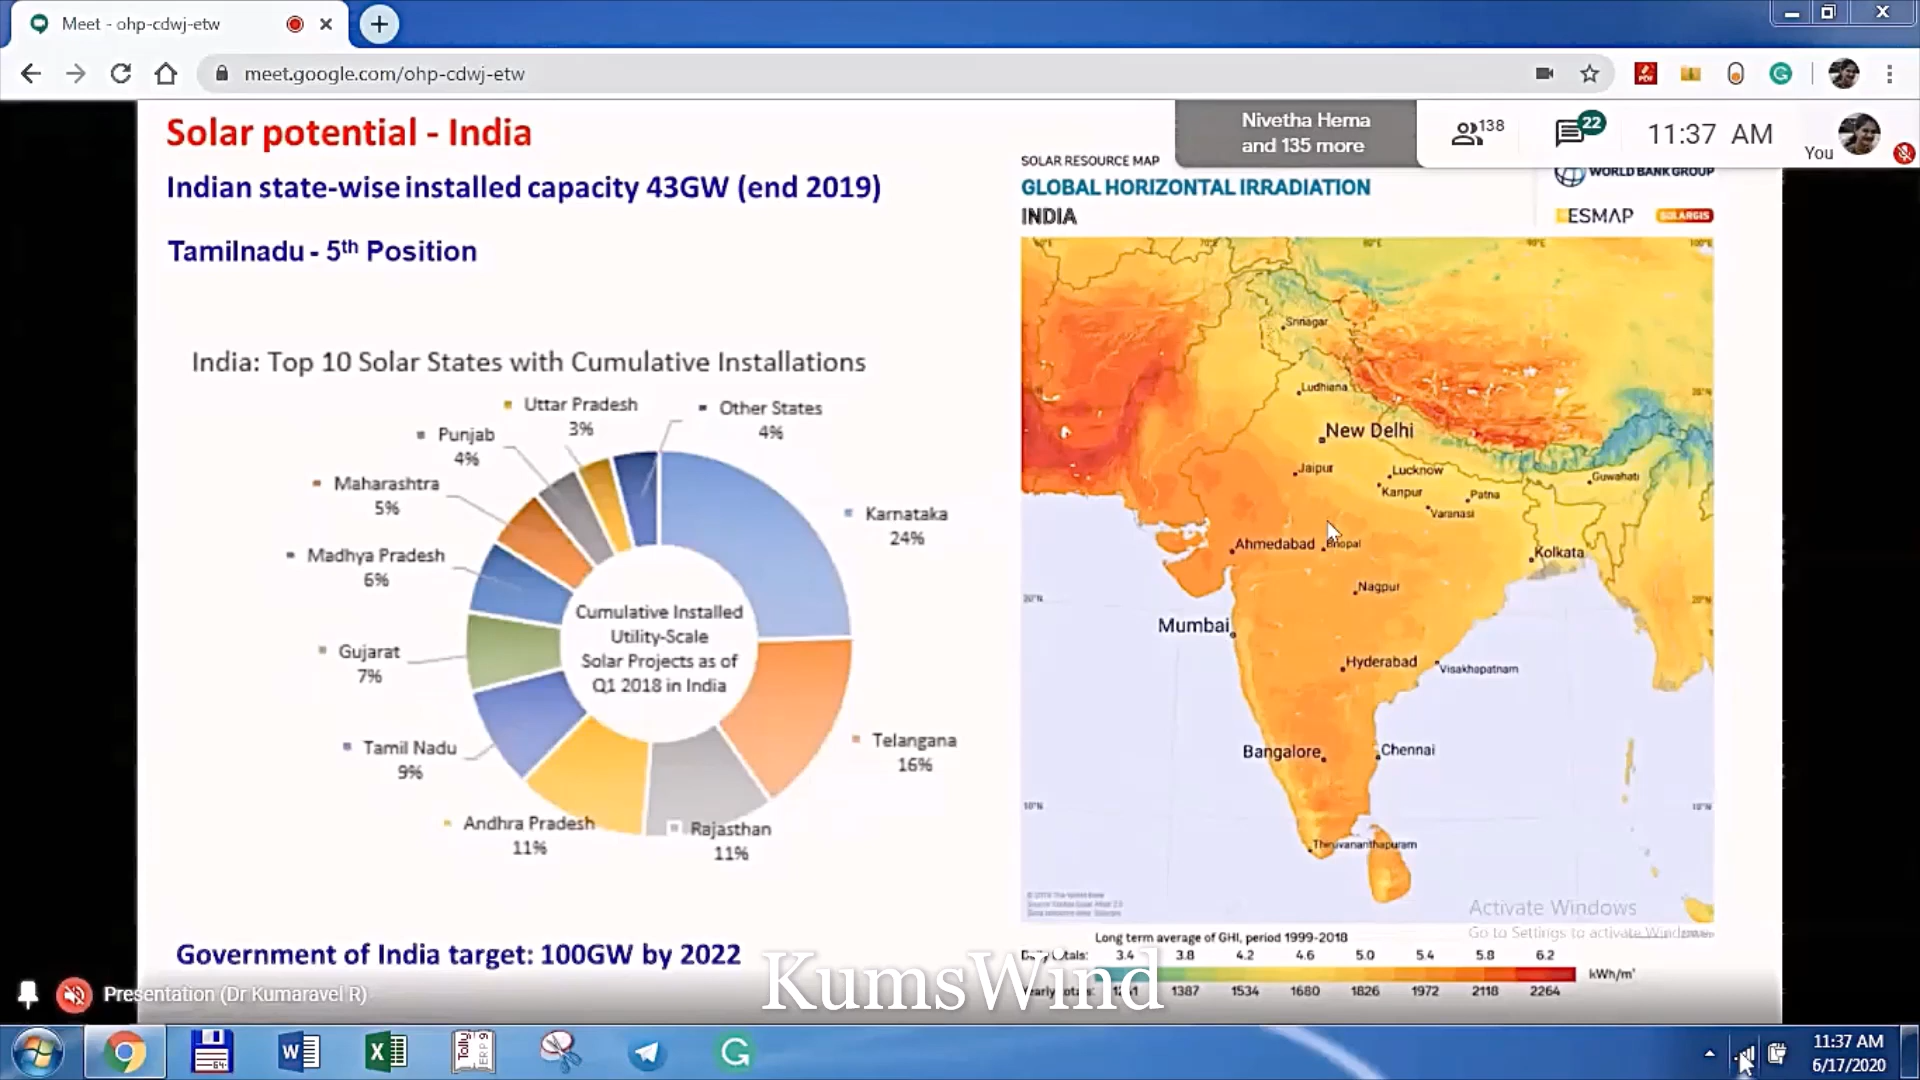 Meet - ohp-cdwj-etw
meet.google.com/ohp-cdwj-etw
Nivetha Hema
and 135 more
138
22
11:37 AM
You
Solar potential - India
Indian state-wise installed capacity 43GW (end 2019)
Tamilnadu - 5th Position
India: Top 10 Solar States with Cumulative Installations
Uttar Pradesh
3%
Other States
4%
Punjab
4%
Maharashtra
5%
Karnataka
24%
Madhya Pradesh
6%
Cumulative Installed
Utility-Scale
Solar Projects as of
Q1 2018 in India
Gujarat
7%
Tamil Nadu
9%
Telangana
16%
Andhra Pradesh
11%
Rajasthan
11%
Government of India target: 100GW by 2022
SOLAR RESOURCE MAP
GLOBAL HORIZONTAL IRRADIATION
INDIA
WORLD BANK GROUP
ESMAP
SOLARGIS
Srinagar
Ludhiana
New Delhi
Jaipur
Lucknow
Guwahati
Kanpur
Patna
Varanasi
Ahmedabad
Bhopal
Kolkata
Nagpur
20°N
20°N
Mumbai
Hyderabad
Visakhapatnam
Bangalore
Chennai
10°N
10°N
Thiruvananthapuram
Activate Windows
Go to Settings to activate Windows
Long term average of GHI, period 1999-2018
Daily totals: 3.4 3.8 4.2 4.6 5.0 5.4 5.8 6.2
kWh/m²
Yearly totals: 1387 1534 1680 1826 1972 2118 2264
KumsWind
Presentation (Dr Kumaravel R)
11:37 AM
6/17/2020